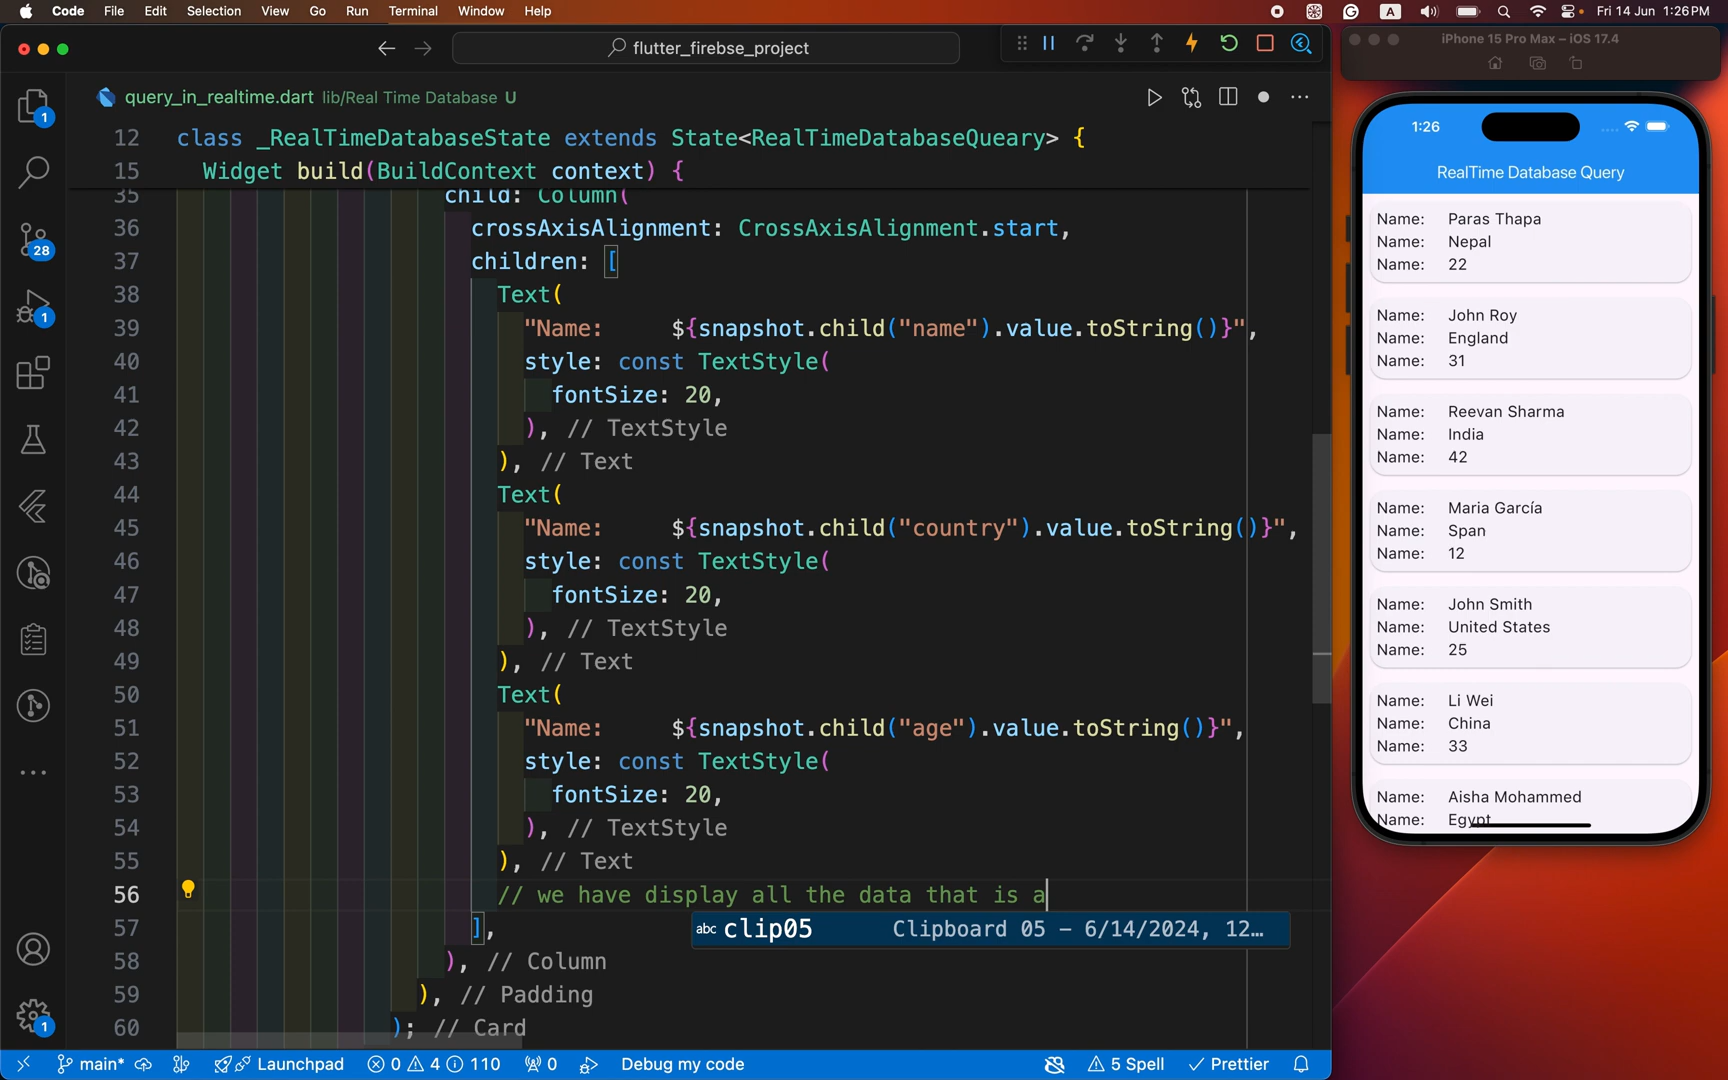 Code File Edit Selection View Go Run Terminal Window Help
A Fri 14 Jun 1:26 PM
flutter_firebse_project
query_in_realtime.dart lib/Real Time Database U
12 class _RealTimeDatabaseState extends State<RealTimeDatabaseQueary> {
15 Widget build(BuildContext context) {
35 child: Column(
36 crossAxisAlignment: CrossAxisAlignment.start,
37 children: [
38 Text(
39 "Name: ${snapshot.child("name").value.toString()}",
40 style: const TextStyle(
41 fontSize: 20,
42 ), // TextStyle
43 ), // Text
44 Text(
45 "Name: ${snapshot.child("country").value.toString()}",
46 style: const TextStyle(
47 fontSize: 20,
48 ), // TextStyle
49 ), // Text
50 Text(
51 "Name: ${snapshot.child("age").value.toString()}",
52 style: const TextStyle(
53 fontSize: 20,
54 ), // TextStyle
55 ), // Text
56 // we have display all the data that is a
57 ],
abc clip05 Clipboard 05 – 6/14/2024, 12…
58 ), // Column
59 ), // Padding
60 ); // Card
1
28
1
1
main* Launchpad 0 4 110 0 Debug my code 5 Spell Prettier
iPhone 15 Pro Max – iOS 17.4
1:26
RealTime Database Query
Name: Paras Thapa
Name: Nepal
Name: 22
Name: John Roy
Name: England
Name: 31
Name: Reevan Sharma
Name: India
Name: 42
Name: Maria García
Name: Span
Name: 12
Name: John Smith
Name: United States
Name: 25
Name: Li Wei
Name: China
Name: 33
Name: Aisha Mohammed
Name: Egypt